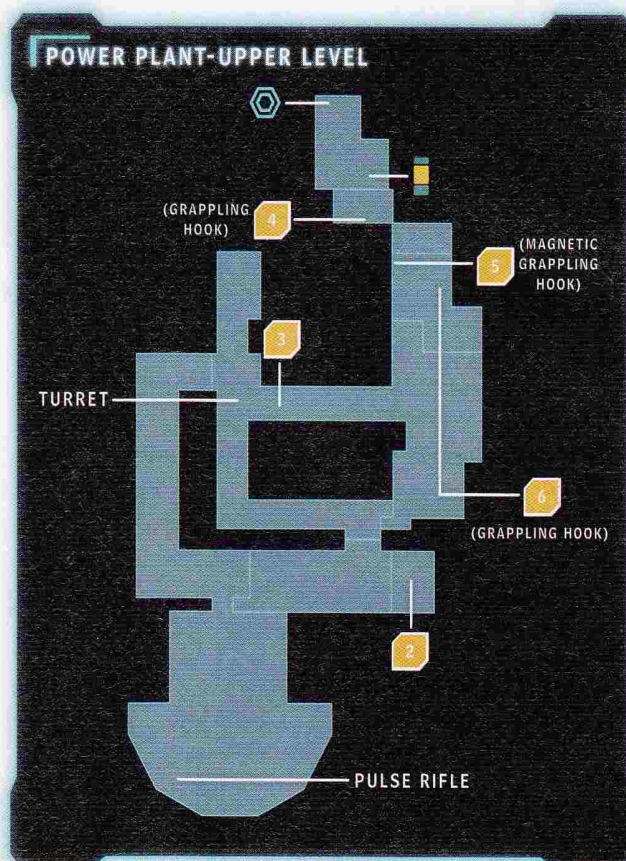 POWER PLANT-UPPER LEVEL
(GRAPPLING
HOOK)
4
5
(MAGNETIC
GRAPPLING
HOOK)
3
TURRET
6
(GRAPPLING HOOK)
2
PULSE RIFLE